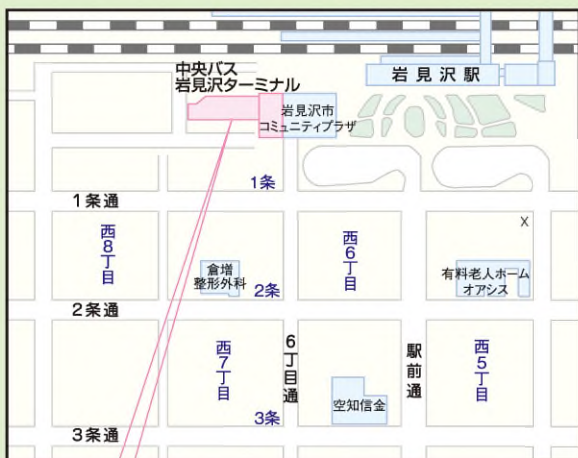 中央バス
岩見沢ターミナル
岩見沢駅
岩見沢市
コミュニティプラザ
1条
1条通
西8丁目
西6丁目
X
倉増
整形外科
有料老人ホーム
オアシス
2条
2条通
西7丁目
6丁目通
駅前通
西5丁目
空知信金
3条
3条通